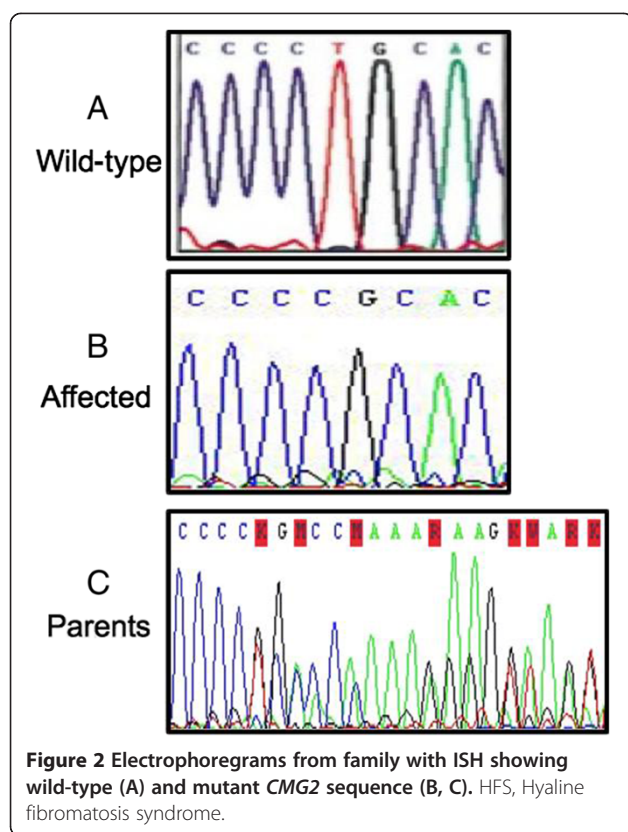 C C C C T G C A C
A
Wild-type
C C C C G C A C
B
Affected
C C C C K G M C C M A A A R A A G K W A R K
C
Parents
Figure 2 Electrophoregrams from family with ISH showing
wild-type (A) and mutant CMG2 sequence (B, C). HFS, Hyaline
fibromatosis syndrome.